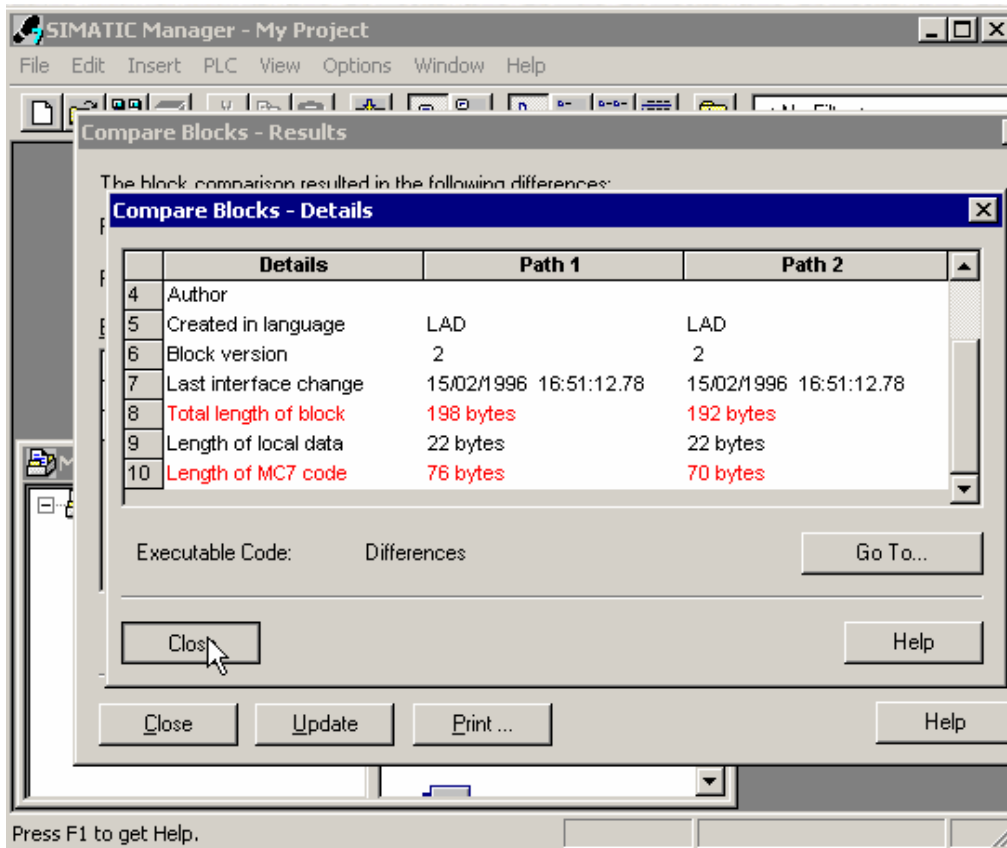 SIMATIC Manager - My Project
File Edit Insert PLC View Options Window Help
Compare Blocks - Results
The block comparison resulted in the following differences:
Compare Blocks - Details
Details Path 1 Path 2
4 Author
5 Created in language LAD LAD
6 Block version 2 2
7 Last interface change 15/02/1996 16:51:12.78 15/02/1996 16:51:12.78
8 Total length of block 198 bytes 192 bytes
9 Length of local data 22 bytes 22 bytes
10 Length of MC7 code 76 bytes 70 bytes
Executable Code: Differences Go To...
Close Help
Close Update Print ... Help
Press F1 to get Help.